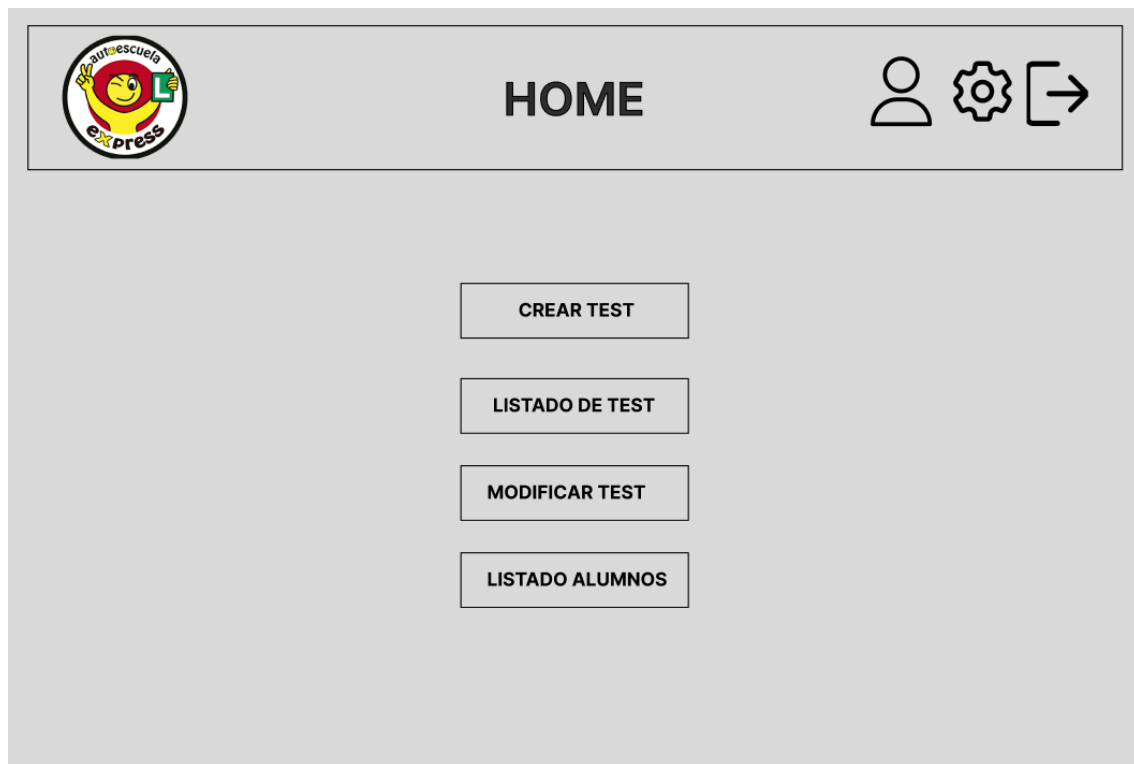 autoescuela
HOME
L
express
CREAR TEST
LISTADO DE TEST
MODIFICAR TEST
LISTADO ALUMNOS